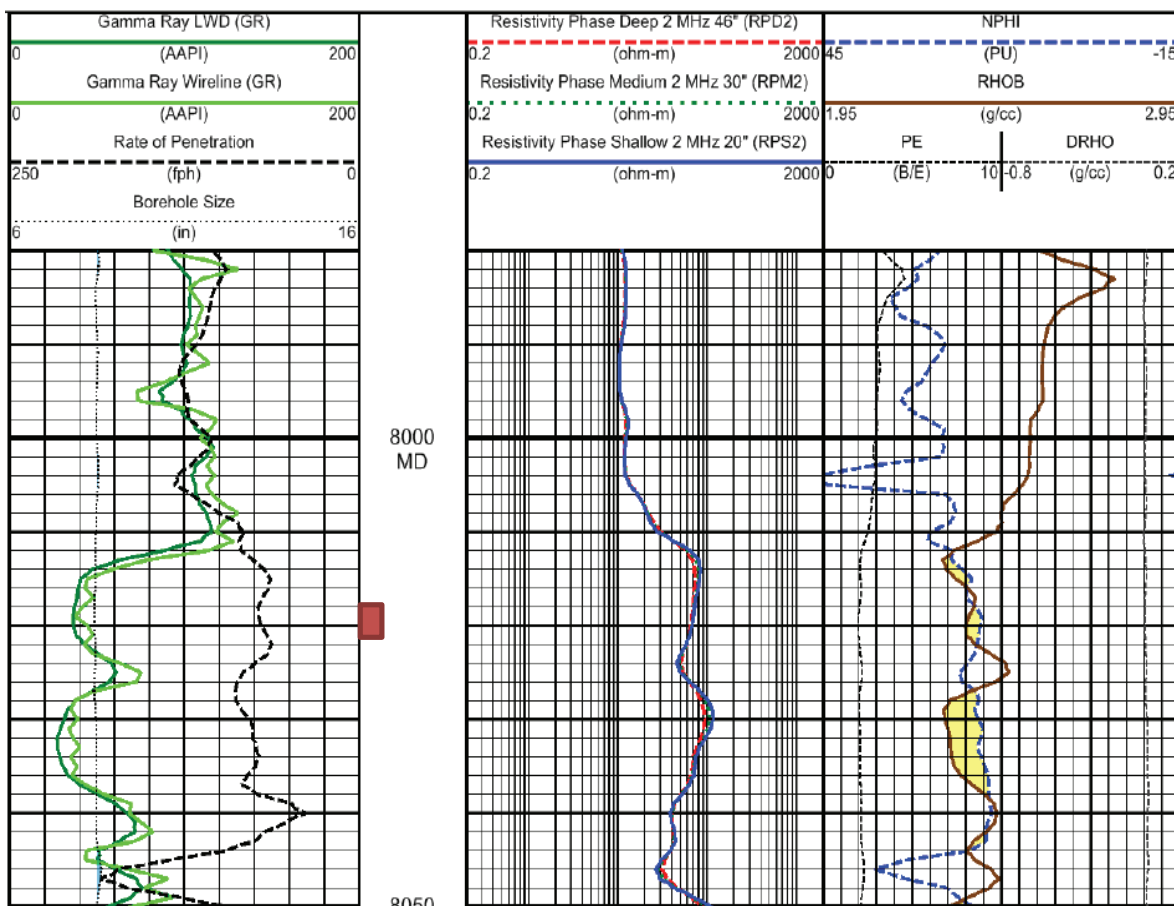 Gamma Ray LWD (GR)
0 (AAPI) 200
Gamma Ray Wireline (GR)
0 (AAPI) 200
Rate of Penetration
250 (fph) 0
Borehole Size
6 (in) 16
Resistivity Phase Deep 2 MHz 46" (RPD2)
0.2 (ohm-m) 2000
Resistivity Phase Medium 2 MHz 30" (RPM2)
0.2 (ohm-m) 2000
Resistivity Phase Shallow 2 MHz 20" (RPS2)
0.2 (ohm-m) 2000
NPHI
45 (PU) -15
RHOB
1.95 (g/cc) 2.95
PE DRHO
0 (B/E) 10 -0.8 (g/cc) 0.2
8000
MD
8050